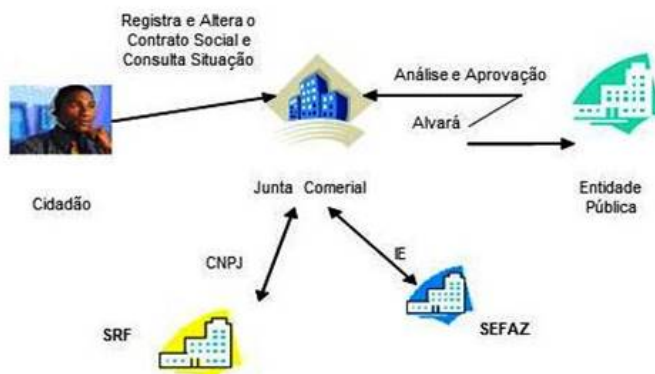 Registra e Altera o
Contrato Social e
Consulta Situação
Análise e Aprovação
Alvará
Cidadão
Junta Comerial
Entidade
Pública
CNPJ
IE
SRF
SEFAZ